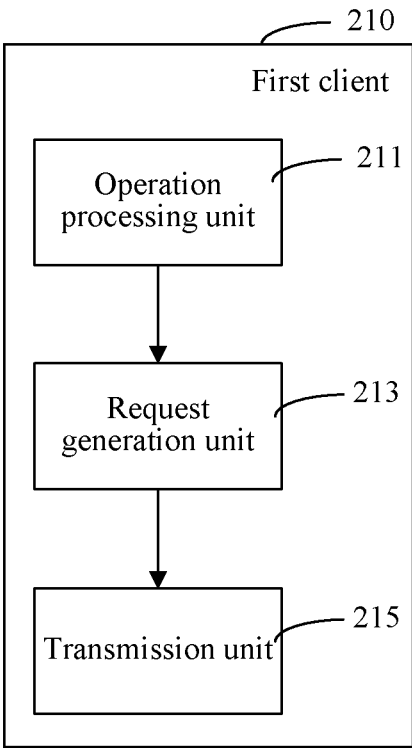 210
First client
211
Operation
processing unit
213
Request
generation unit
215
Transmission unit